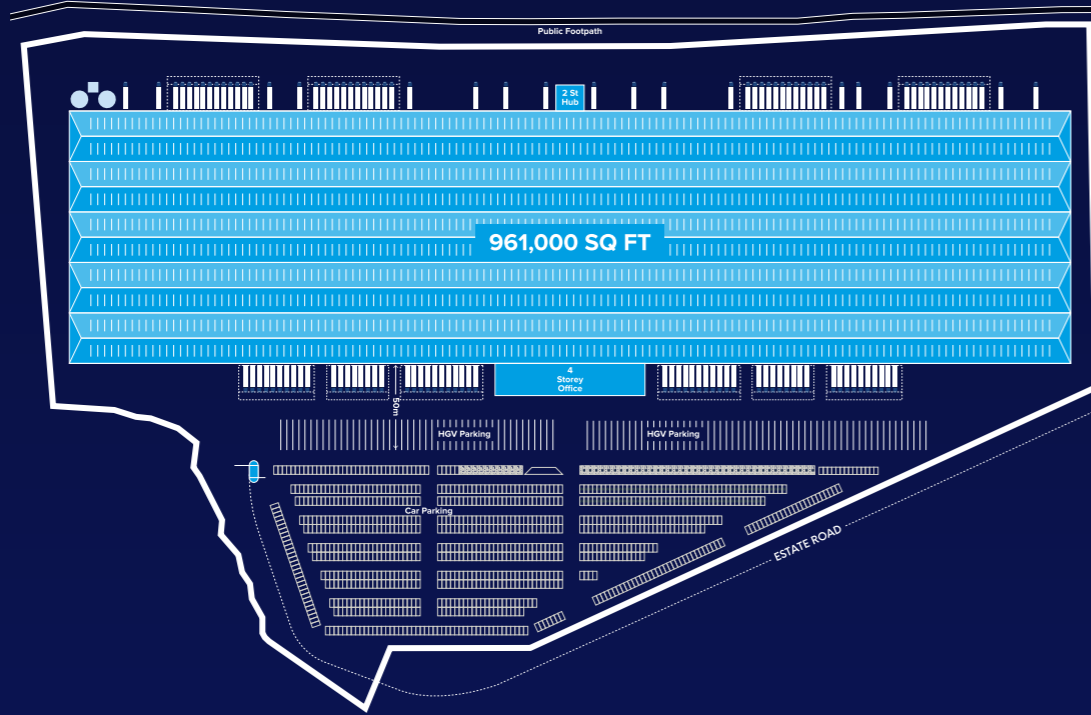 Public Footpath
2 St
Hub
961,000 SQ FT
4
Storey
Office
50m
HGV Parking
HGV Parking
Car Parking
ESTATE ROAD